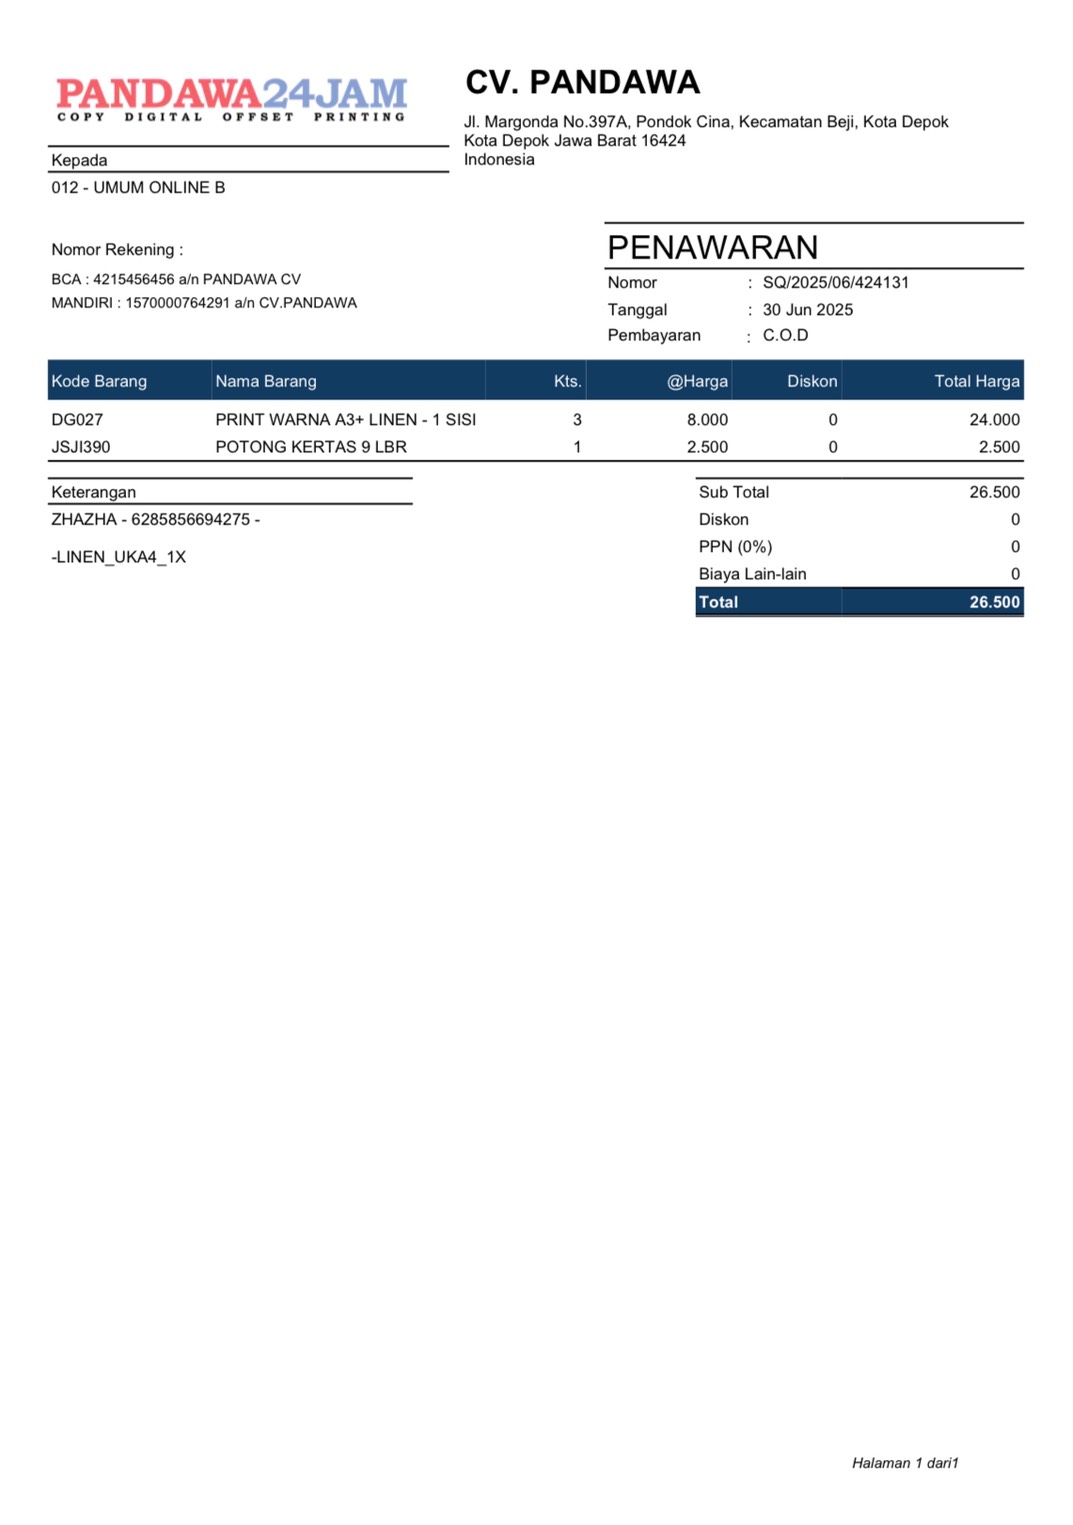 PANDAWA24JAM
COPY DIGITAL OFFSET PRINTING
CV. PANDAWA
Jl. Margonda No.397A, Pondok Cina, Kecamatan Beji, Kota Depok
Kota Depok Jawa Barat 16424
Indonesia
Kepada
012 - UMUM ONLINE B
Nomor Rekening :
BCA : 4215456456 a/n PANDAWA CV
MANDIRI : 1570000764291 a/n CV.PANDAWA
PENAWARAN
Nomor : SQ/2025/06/424131
Tanggal : 30 Jun 2025
Pembayaran : C.O.D
Kode Barang Nama Barang Kts. @Harga Diskon Total Harga
DG027 PRINT WARNA A3+ LINEN - 1 SISI 3 8.000 0 24.000
JSJI390 POTONG KERTAS 9 LBR 1 2.500 0 2.500
Keterangan
ZHAZHA - 6285856694275 -
-LINEN_UKA4_1X
Sub Total 26.500
Diskon 0
PPN (0%) 0
Biaya Lain-lain 0
Total 26.500
Halaman 1 dari1